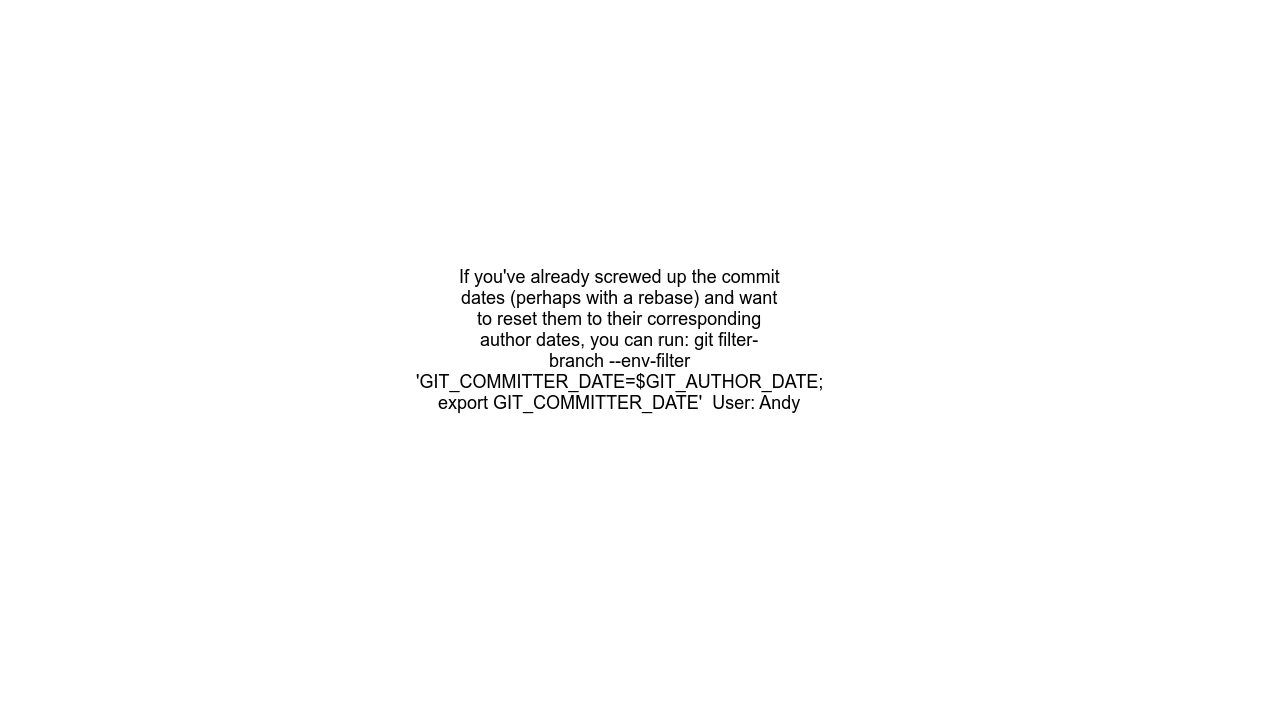 If you've already screwed up the commit
dates (perhaps with a rebase) and want
to reset them to their corresponding
author dates, you can run: git filter-
branch --env-filter
'GIT_COMMITTER_DATE=$GIT_AUTHOR_DATE;
export GIT_COMMITTER_DATE'  User: Andy